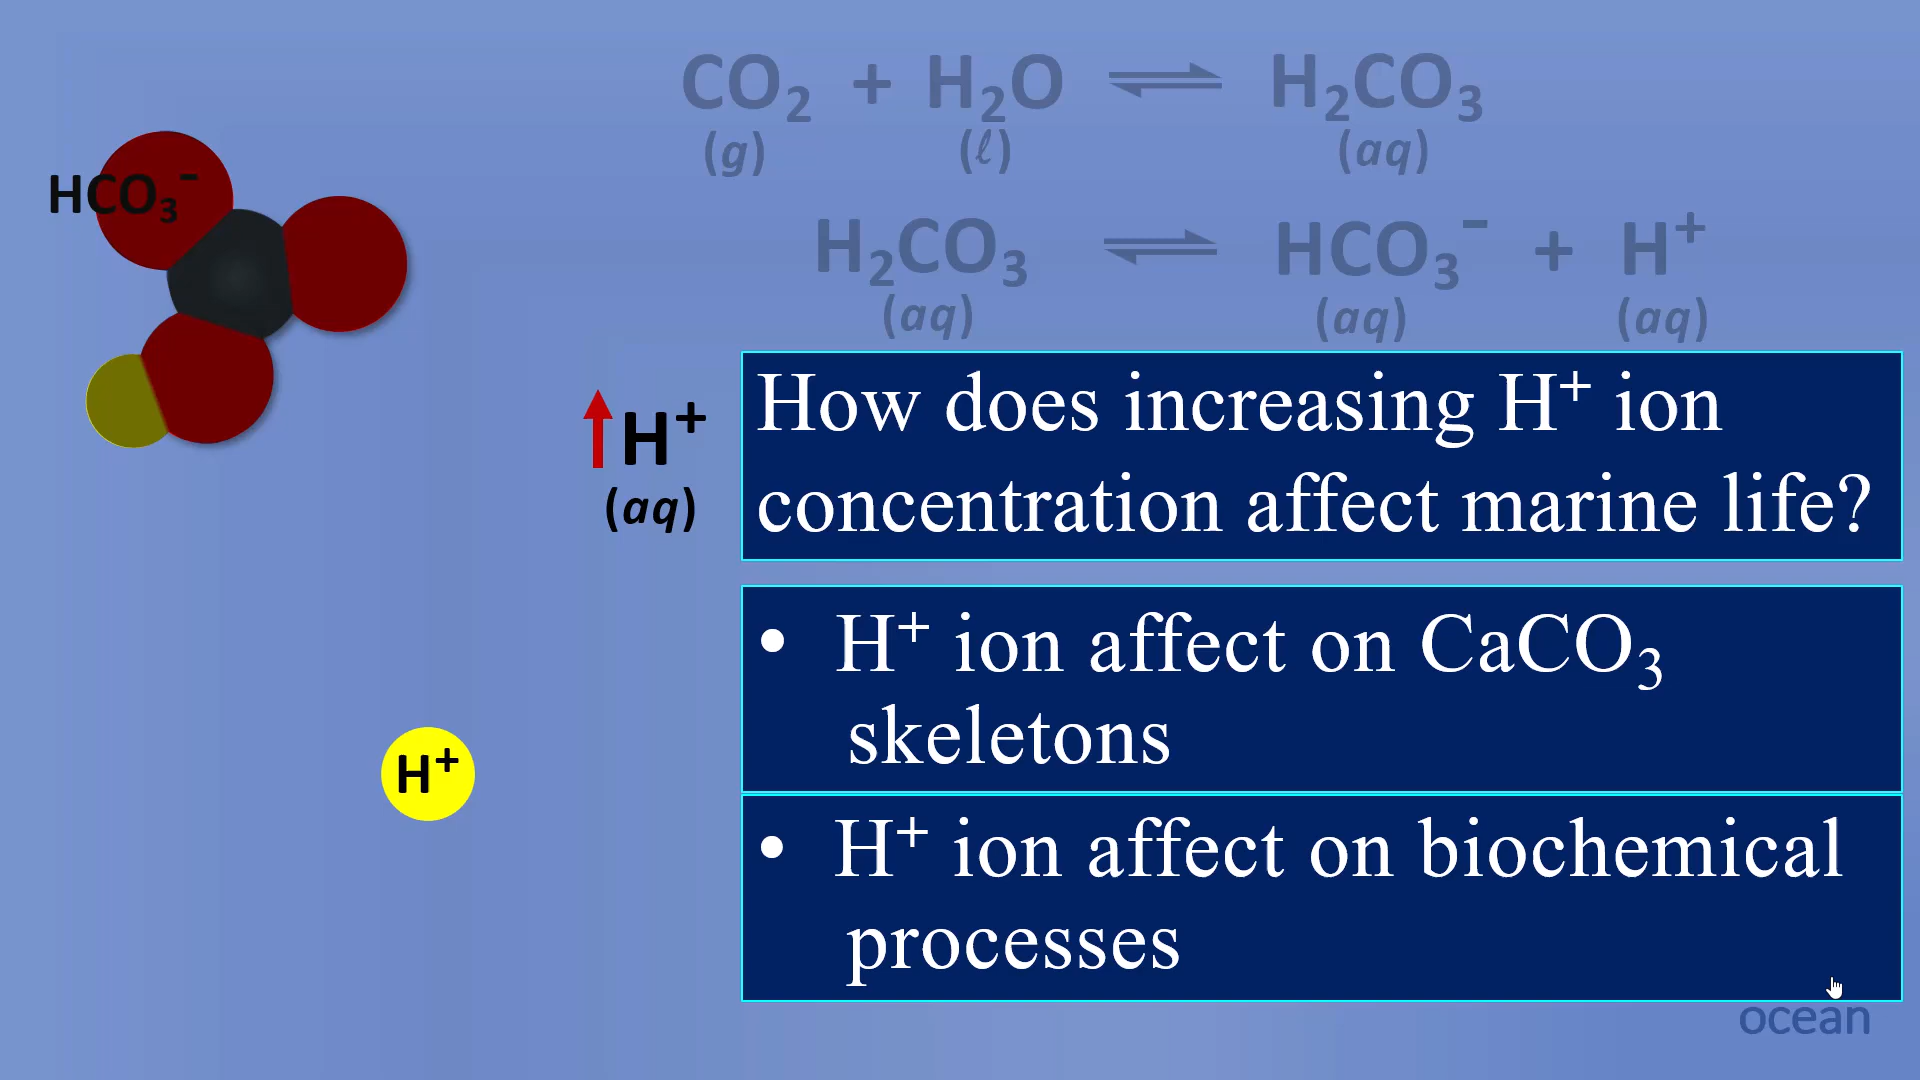 CO₂ + H₂O ⇌ H₂CO₃
(g) (ℓ) (aq)
HCO₃⁻
H₂CO₃ ⇌ HCO₃⁻ + H⁺
(aq) (aq) (aq)
H⁺
(aq)
How does increasing H⁺ ion
concentration affect marine life?
• H⁺ ion affect on CaCO₃
skeletons
H⁺
• H⁺ ion affect on biochemical
processes
ocean